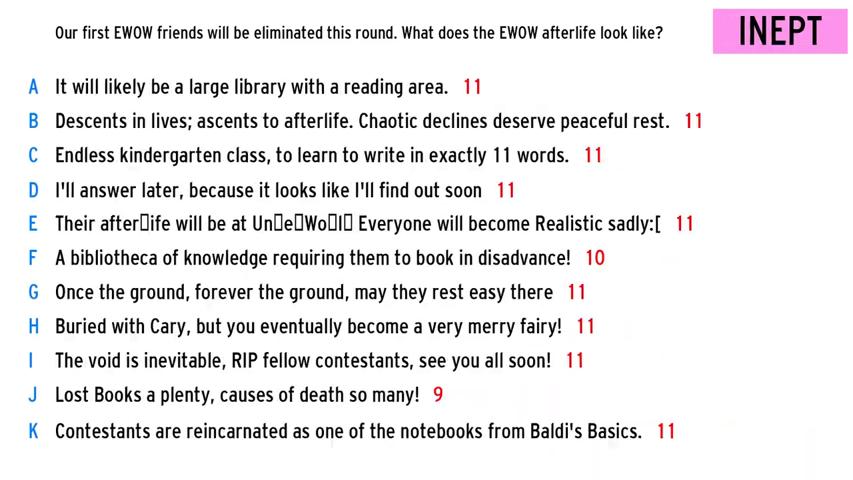 Our first EWOW friends will be eliminated this round. What does the EWOW afterlife look like?
INEPT
A It will likely be a large library with a reading area. 11
B Descents in lives; ascents to afterlife. Chaotic declines deserve peaceful rest. 11
C Endless kindergarten class, to learn to write in exactly 11 words. 11
D I'll answer later, because it looks like I'll find out soon 11
E Their after▯ife will be at Un▯e▯Wo▯l▯ Everyone will become Realistic sadly:[ 11
F A bibliotheca of knowledge requiring them to book in disadvance! 10
G Once the ground, forever the ground, may they rest easy there 11
H Buried with Cary, but you eventually become a very merry fairy! 11
I The void is inevitable, RIP fellow contestants, see you all soon! 11
J Lost Books a plenty, causes of death so many! 9
K Contestants are reincarnated as one of the notebooks from Baldi's Basics. 11